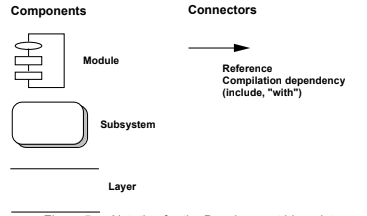 Components
Connectors
Module
Reference
Compilation dependency
(include, "with")
Subsystem
Layer